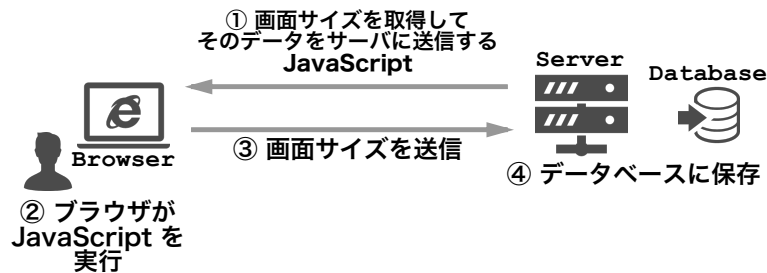 ① 画面サイズを取得して
そのデータをサーバに送信する
JavaScript
Server
Database
Browser
③ 画面サイズを送信
④ データベースに保存
② ブラウザが
JavaScript を
実行